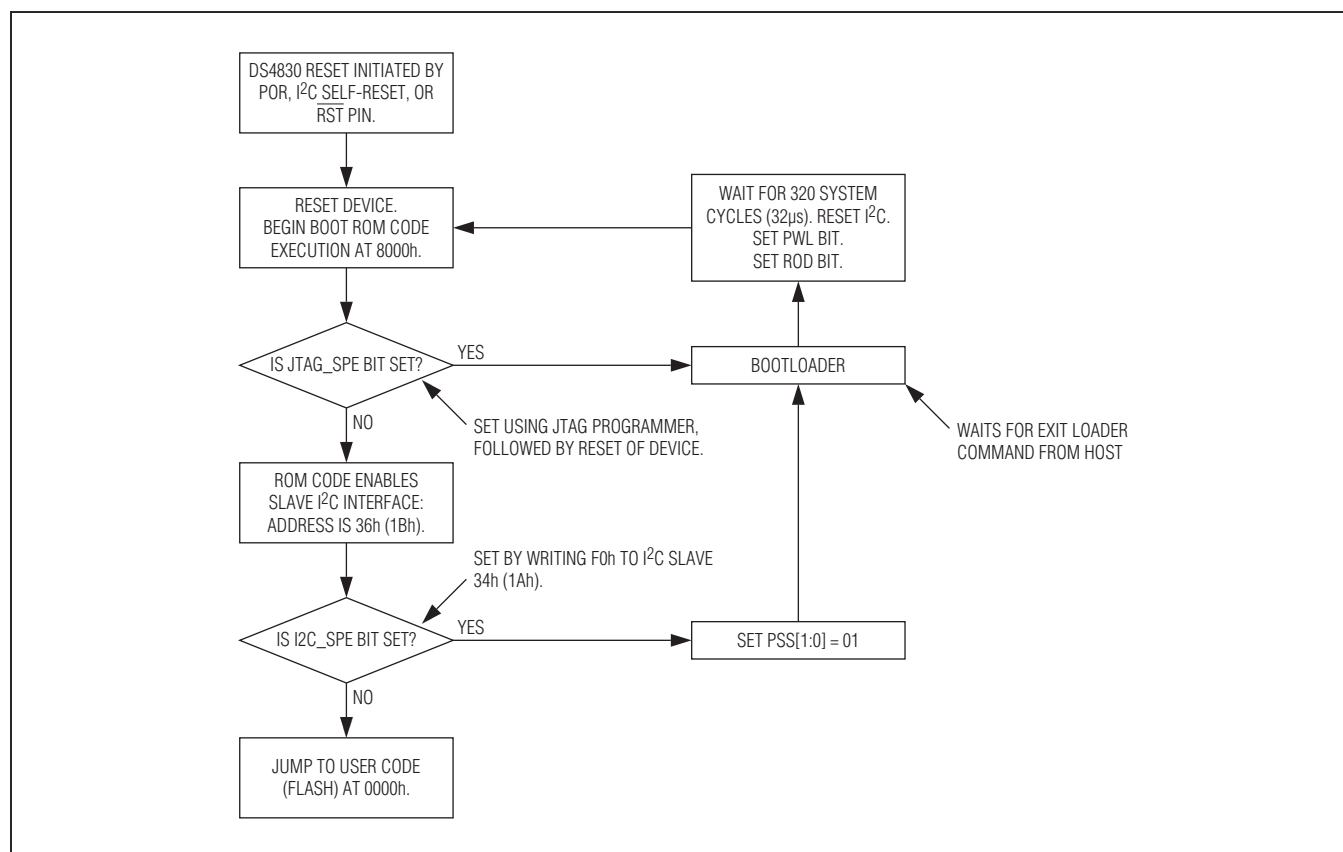 DS4830 RESET INITIATED BY
POR, I²C SELF-RESET, OR
R̅S̅T̅ PIN.
RESET DEVICE.
BEGIN BOOT ROM CODE
EXECUTION AT 8000h.
WAIT FOR 320 SYSTEM
CYCLES (32µs). RESET I²C.
SET PWL BIT.
SET ROD BIT.
IS JTAG_SPE BIT SET?
YES
BOOTLOADER
NO
SET USING JTAG PROGRAMMER,
FOLLOWED BY RESET OF DEVICE.
WAITS FOR EXIT LOADER
COMMAND FROM HOST
ROM CODE ENABLES
SLAVE I²C INTERFACE:
ADDRESS IS 36h (1Bh).
SET BY WRITING F0h TO I²C SLAVE
34h (1Ah).
IS I2C_SPE BIT SET?
YES
SET PSS[1:0] = 01
NO
JUMP TO USER CODE
(FLASH) AT 0000h.